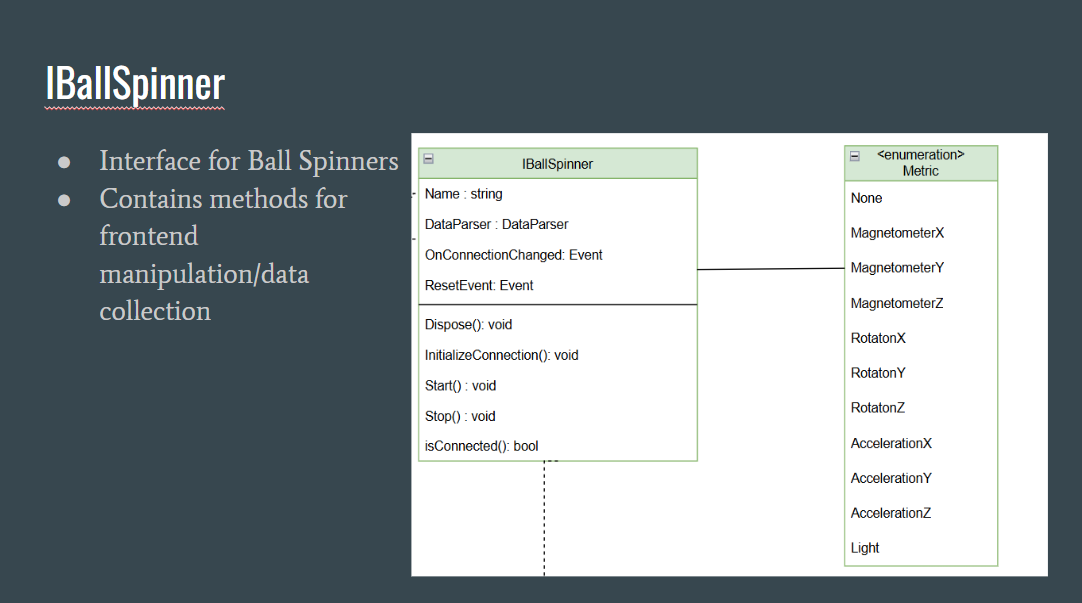 IBallSpinner
● Interface for Ball Spinners
● Contains methods for
frontend
manipulation/data
collection
IBallSpinner
Name : string
DataParser : DataParser
OnConnectionChanged: Event
ResetEvent: Event
Dispose(): void
InitializeConnection(): void
Start() : void
Stop() : void
isConnected(): bool
<enumeration>
Metric
None
MagnetometerX
MagnetometerY
MagnetometerZ
RotatonX
RotatonY
RotatonZ
AccelerationX
AccelerationY
AccelerationZ
Light